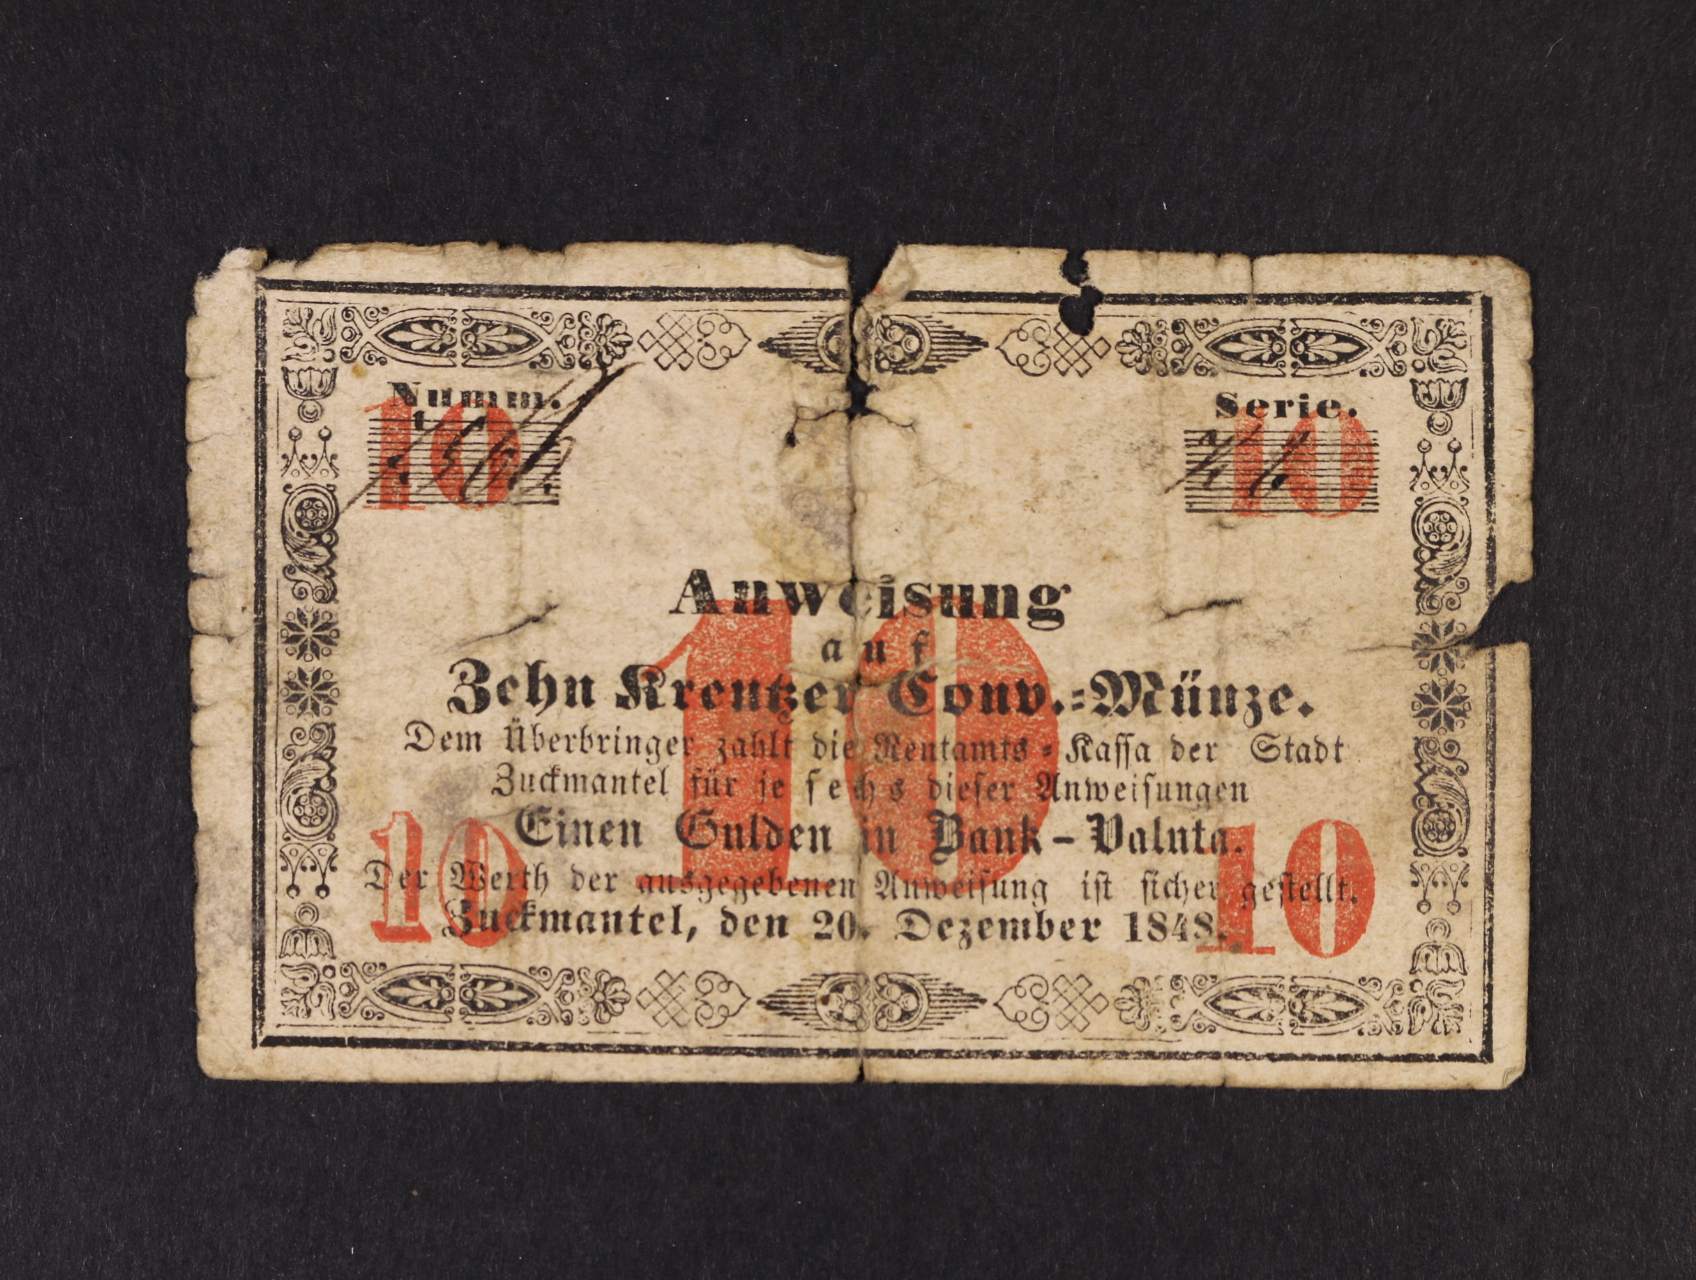 Numm. Serie.
10 10
Anweisung
auf
Zehn Kreutzer Conv.=Münze.
10
Dem Überbringer zahlt die Rentamts=Kassa der Stadt
Zuckmantel für je sechs dieser Anweisungen
Einen Gulden in Bank-Valuta.
Der Werth der ausgegebenen Anweisung ist sicher gestellt.
Zuckmantel, den 20. Dezember 1848.
10 10